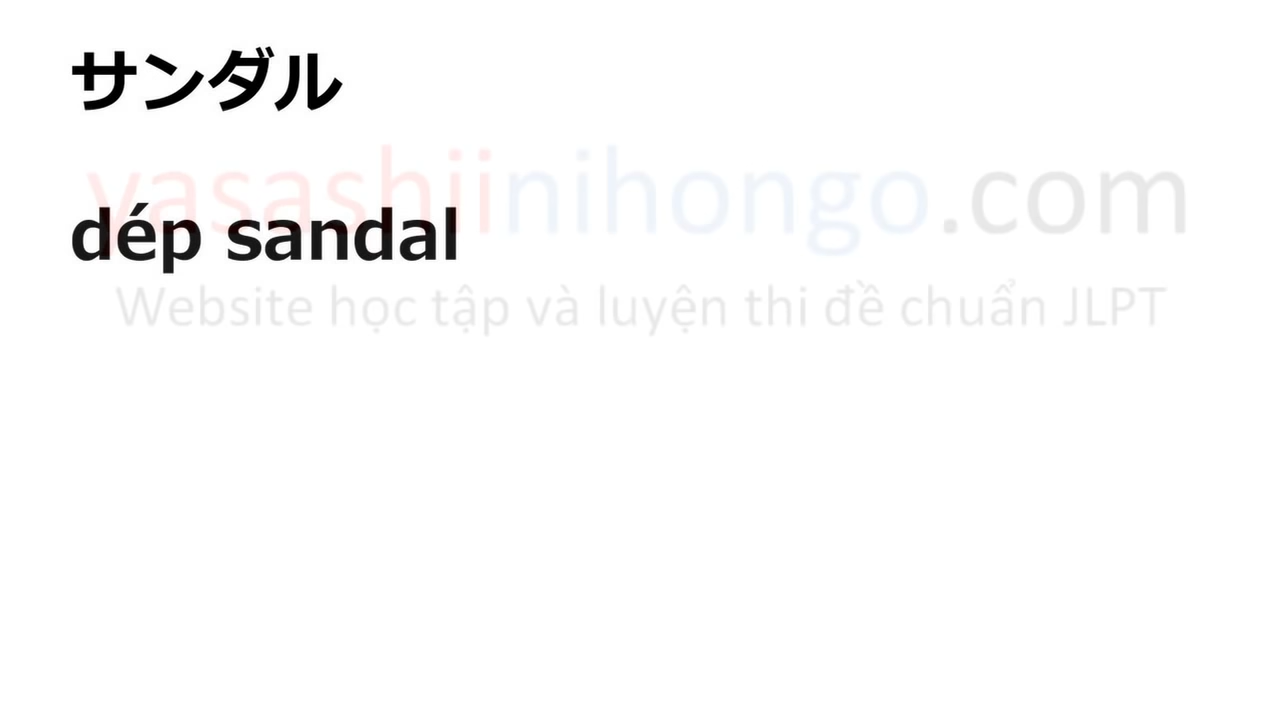 サンダル
yasashiinihongo.com
dép sandal
Website học tập và luyện thi đề chuẩn JLPT